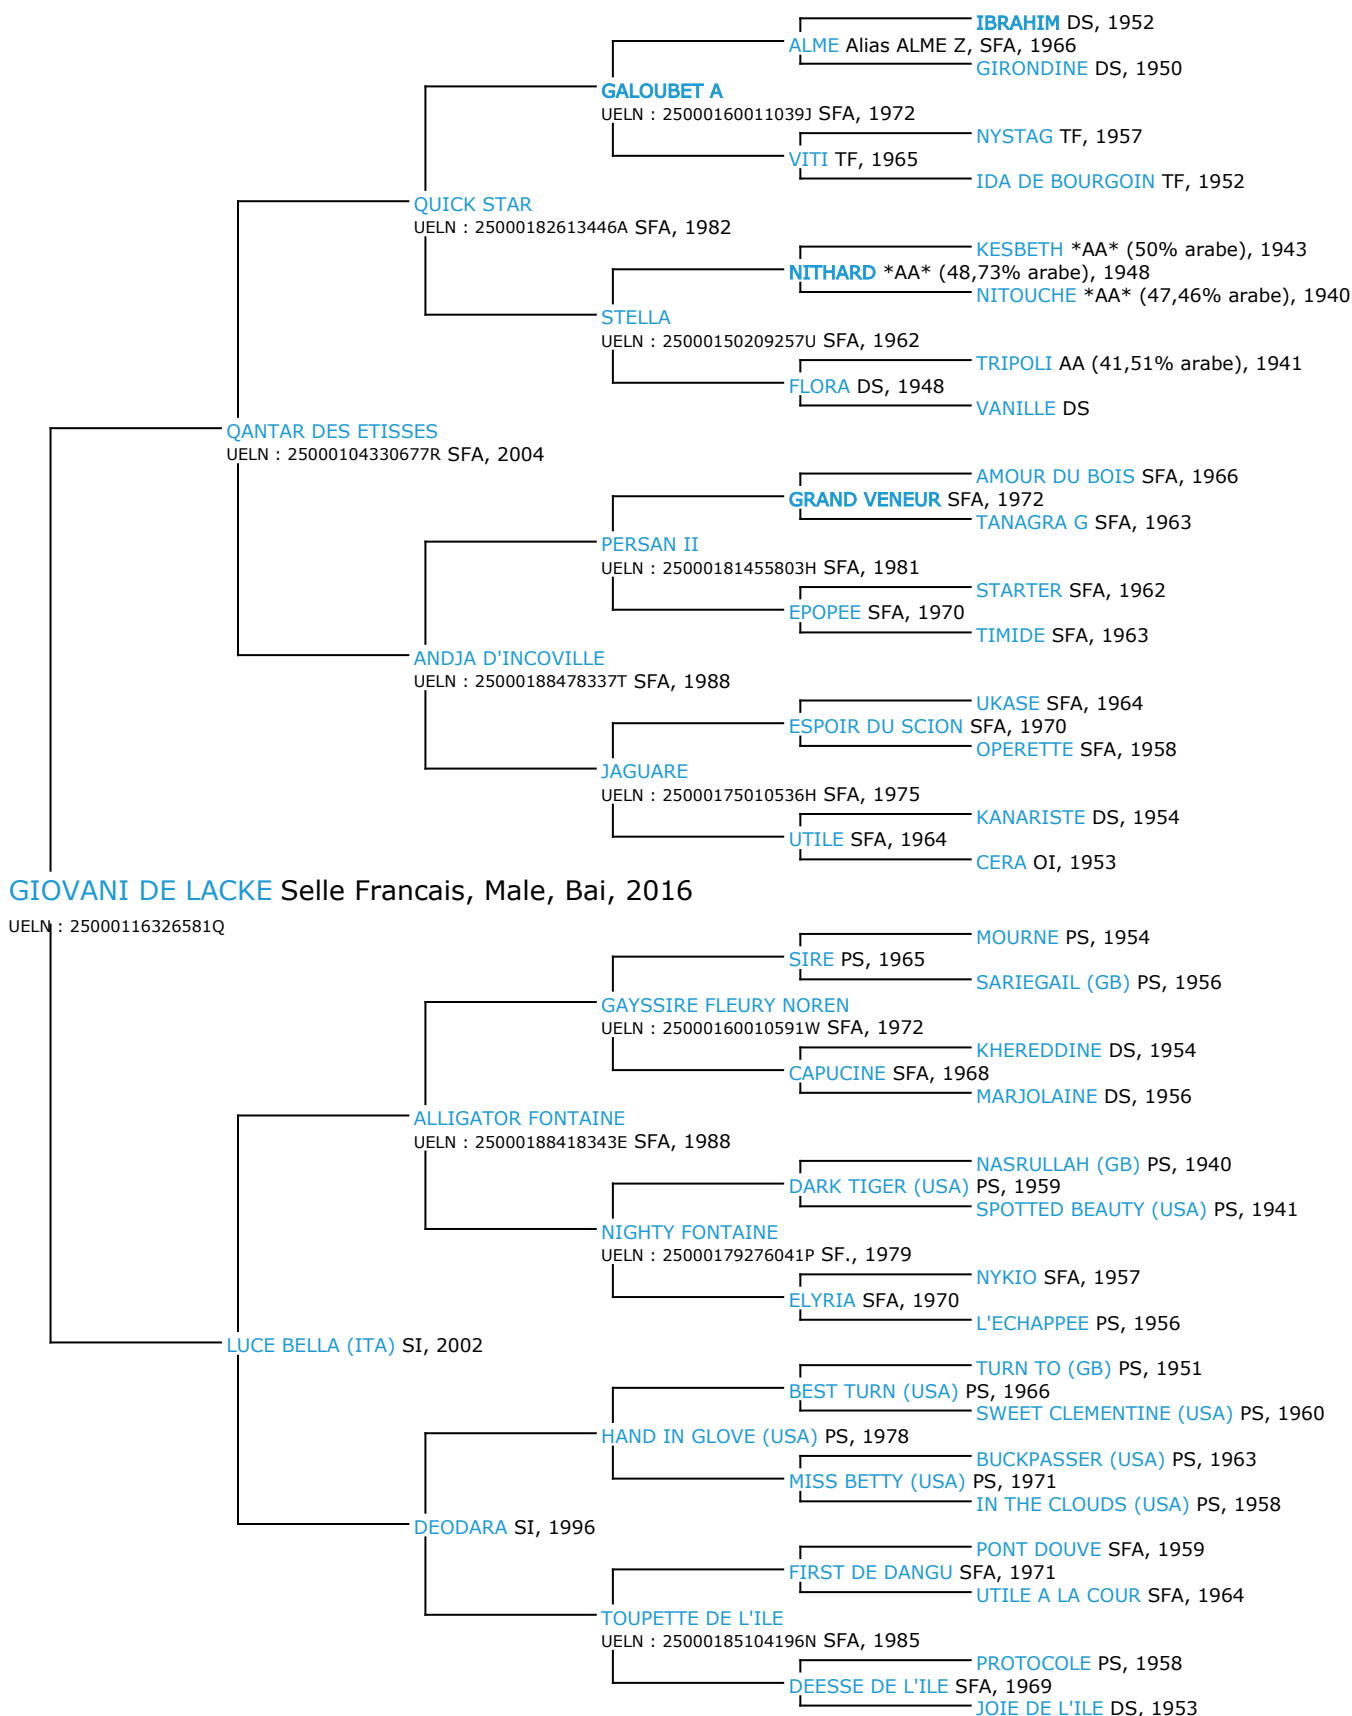 IBRAHIM DS, 1952
ALME Alias ALME Z, SFA, 1966
GIRONDINE DS, 1950
GALOUBET A
UELN : 25000160011039J SFA, 1972
NYSTAG TF, 1957
VITI TF, 1965
IDA DE BOURGOIN TF, 1952
QUICK STAR
UELN : 25000182613446A SFA, 1982
KESBETH *AA* (50% arabe), 1943
NITHARD *AA* (48,73% arabe), 1948
NITOUCHE *AA* (47,46% arabe), 1940
STELLA
UELN : 25000150209257U SFA, 1962
TRIPOLI AA (41,51% arabe), 1941
FLORA DS, 1948
VANILLE DS
QANTAR DES ETISSES
UELN : 25000104330677R SFA, 2004
AMOUR DU BOIS SFA, 1966
GRAND VENEUR SFA, 1972
TANAGRA G SFA, 1963
PERSAN II
UELN : 25000181455803H SFA, 1981
STARTER SFA, 1962
EPOPEE SFA, 1970
TIMIDE SFA, 1963
ANDJA D'INCOVILLE
UELN : 25000188478337T SFA, 1988
UKASE SFA, 1964
ESPOIR DU SCION SFA, 1970
OPERETTE SFA, 1958
JAGUARE
UELN : 25000175010536H SFA, 1975
KANARISTE DS, 1954
UTILE SFA, 1964
CERA OI, 1953
GIOVANI DE LACKE Selle Francais, Male, Bai, 2016
UELN : 25000116326581Q
MOURNE PS, 1954
SIRE PS, 1965
SARIEGAIL (GB) PS, 1956
GAYSSIRE FLEURY NOREN
UELN : 25000160010591W SFA, 1972
KHEREDDINE DS, 1954
CAPUCINE SFA, 1968
MARJOLAINE DS, 1956
ALLIGATOR FONTAINE
UELN : 25000188418343E SFA, 1988
NASRULLAH (GB) PS, 1940
DARK TIGER (USA) PS, 1959
SPOTTED BEAUTY (USA) PS, 1941
NIGHTY FONTAINE
UELN : 25000179276041P SF., 1979
NYKIO SFA, 1957
ELYRIA SFA, 1970
L'ECHAPPEE PS, 1956
LUCE BELLA (ITA) SI, 2002
TURN TO (GB) PS, 1951
BEST TURN (USA) PS, 1966
SWEET CLEMENTINE (USA) PS, 1960
HAND IN GLOVE (USA) PS, 1978
BUCKPASSER (USA) PS, 1963
MISS BETTY (USA) PS, 1971
IN THE CLOUDS (USA) PS, 1958
DEODARA SI, 1996
PONT DOUVE SFA, 1959
FIRST DE DANGU SFA, 1971
UTILE A LA COUR SFA, 1964
TOUPETTE DE L'ILE
UELN : 25000185104196N SFA, 1985
PROTOCOLE PS, 1958
DEESSE DE L'ILE SFA, 1969
JOIE DE L'ILE DS, 1953